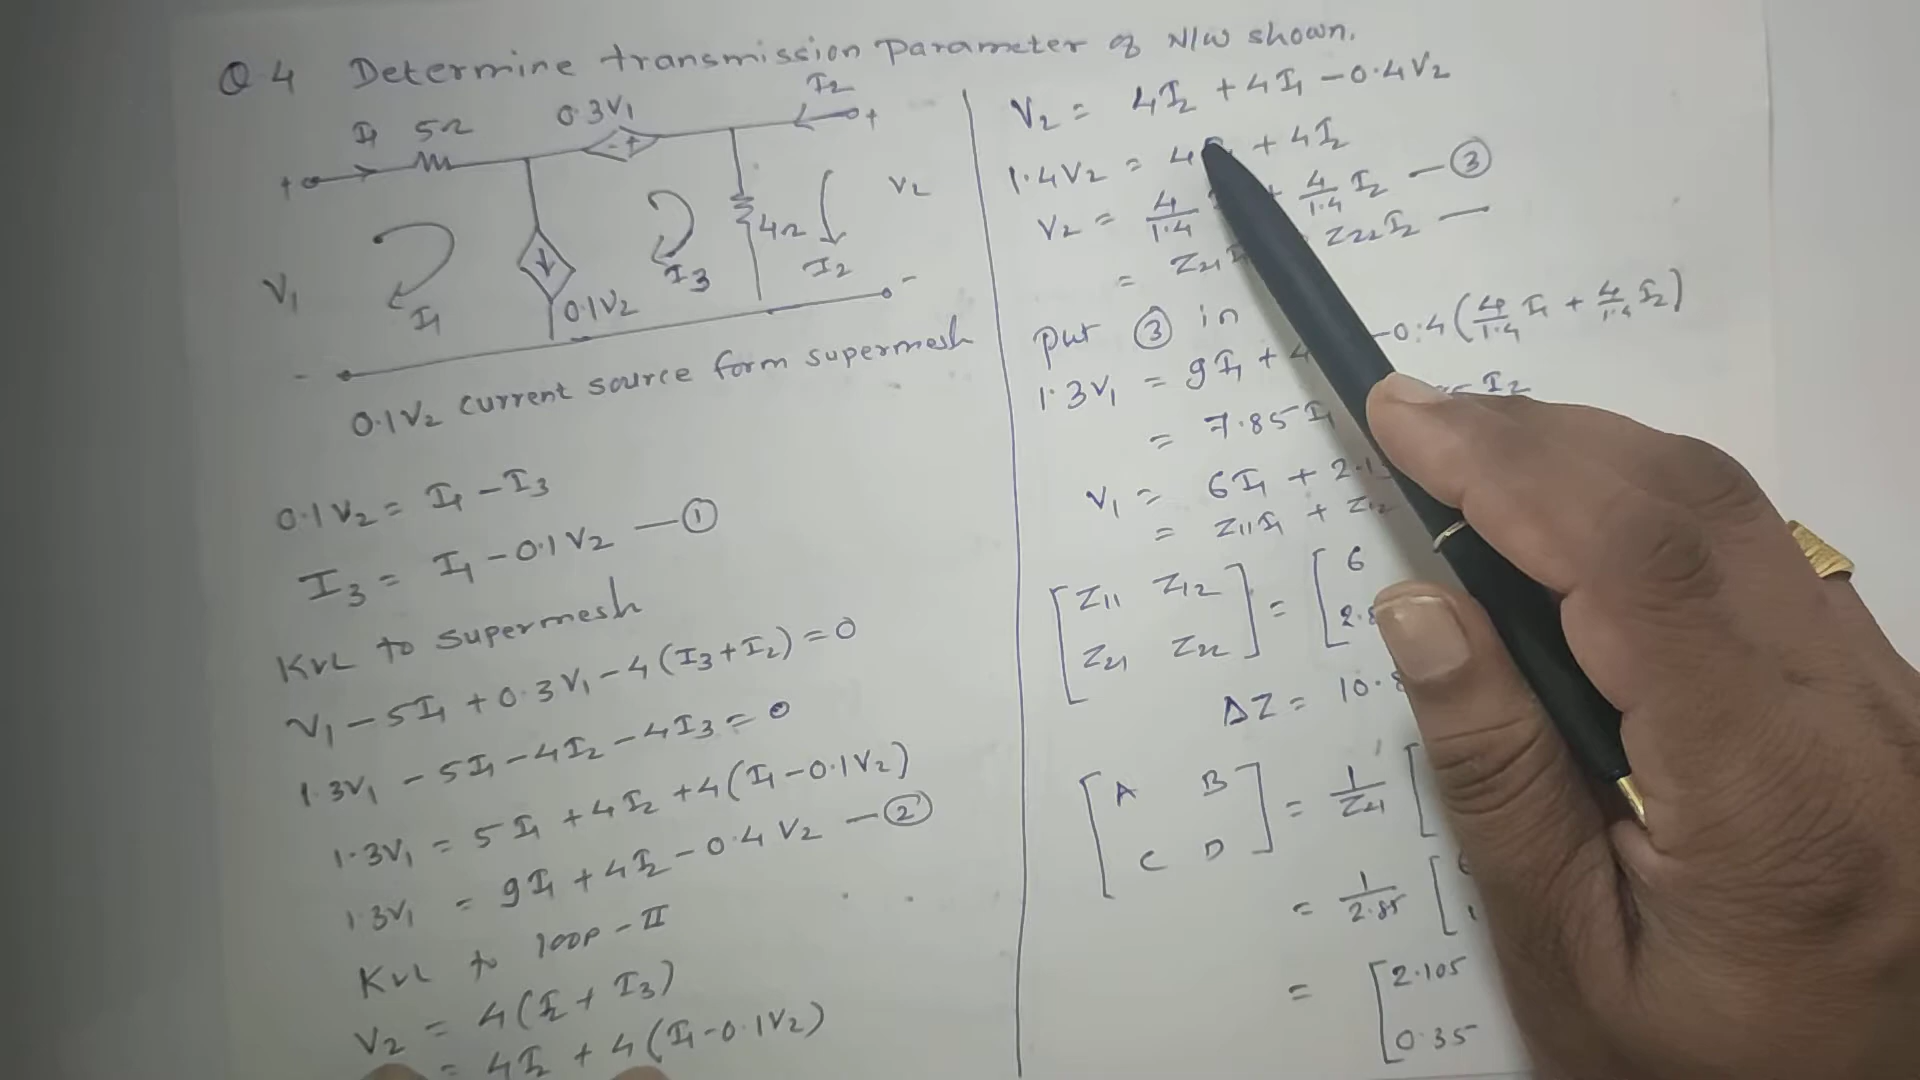 Q.4 Determine transmission parameter of N/W shown.
I1 5Ω 0.3V1 I2
+ - + +
V1 I1 0.1V2 I3 4Ω I2 V2
- -
0.1V2 current source form supermesh
0.1V2 = I1 - I3
I3 = I1 - 0.1V2 —①
KVL to supermesh
V1 - 5I1 + 0.3V1 - 4(I3+I2) = 0
1.3V1 - 5I1 - 4I2 - 4I3 = 0
1.3V1 = 5I1 + 4I2 + 4(I1 - 0.1V2)
1.3V1 = 9I1 + 4I2 - 0.4V2 —②
KVL to loop-II
V2 = 4(I2 + I3)
= 4I2 + 4(I1 - 0.1V2)
V2 = 4I2 + 4I1 - 0.4V2
1.4V2 = 4 + 4I2
V2 = 4/1.4 + 4/1.4 I2 —③
= Z21 Z22I2 —
put ③ in
1.3V1 = 9I1 + 4 -0.4(4/1.4 I1 + 4/1.4 I2)
= 7.85I1 I2
V1 = 6I1 + 2.1
= Z11I1 + Z12
[Z11 Z12 = [6
Z21 Z22] 2.8
ΔZ = 10.8
[A B = 1/Z21 [
C D]
= 1/2.85 [
= [2.105
0.35